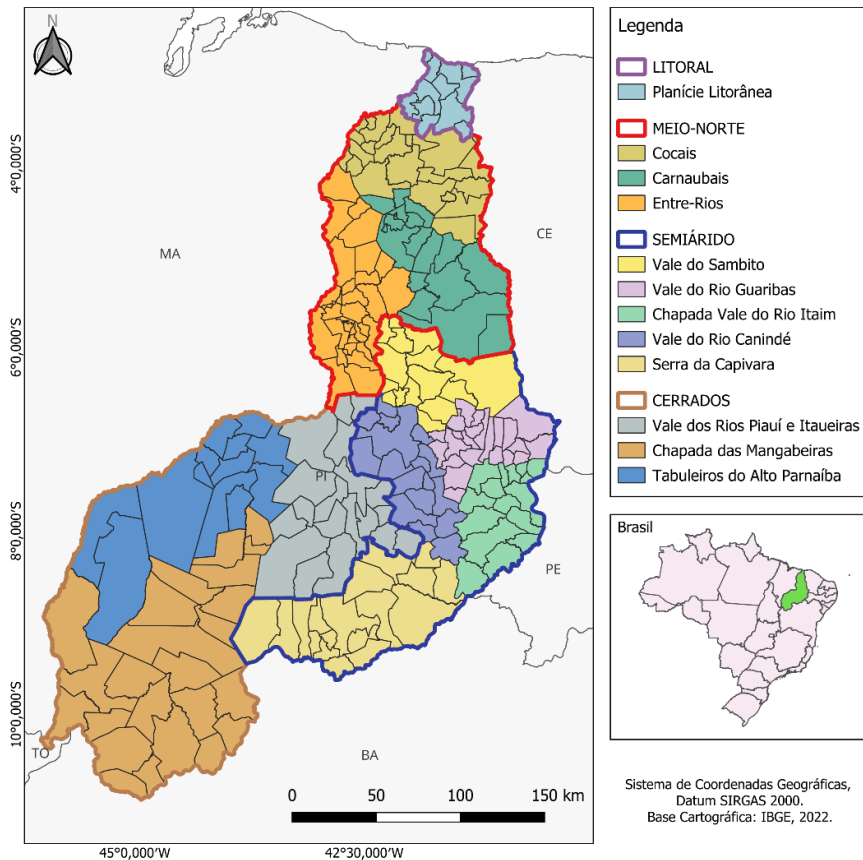 N
4°0,000'S
6°0,000'S
8°0,000'S
10°0,000'S
MA
CE
PI
PE
TO
BA
0 50 100 150 km
45°0,000'W 42°30,000'W
Legenda
LITORAL
Planície Litorânea
MEIO-NORTE
Cocais
Carnaubais
Entre-Rios
SEMIÁRIDO
Vale do Sambito
Vale do Rio Guaribas
Chapada Vale do Rio Itaim
Vale do Rio Canindé
Serra da Capivara
CERRADOS
Vale dos Rios Piauí e Itaueiras
Chapada das Mangabeiras
Tabuleiros do Alto Parnaíba
Brasil
Sistema de Coordenadas Geográficas,
Datum SIRGAS 2000.
Base Cartográfica: IBGE, 2022.